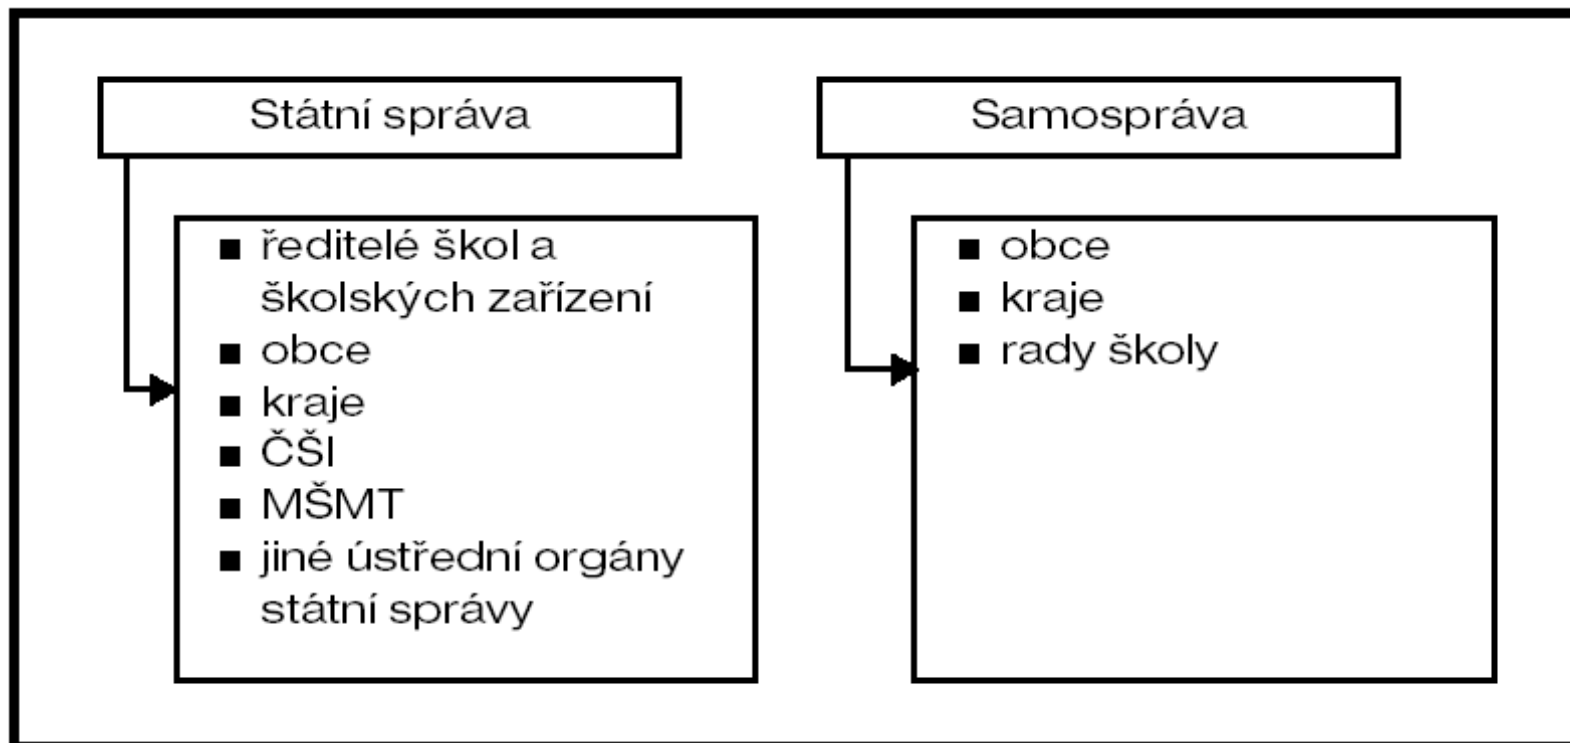 Státní správa
■ ředitelé škol a
školských zařízení
■ obce
■ kraje
■ ČŠI
■ MŠMT
■ jiné ústřední orgány
státní správy
Samospráva
■ obce
■ kraje
■ rady školy